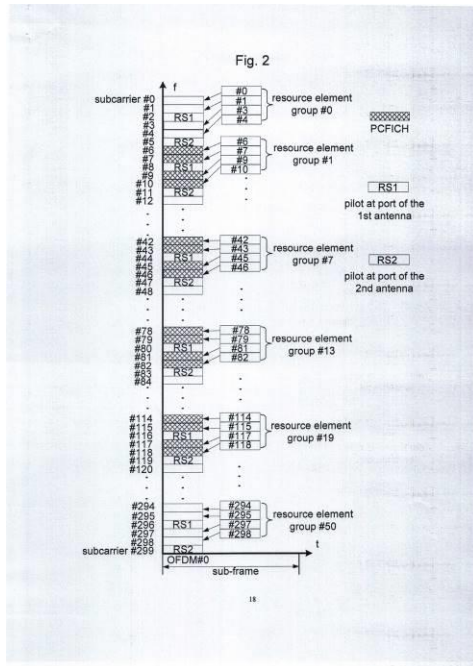 Fig. 2
f
subcarrier #0
#1
#2
#3
#4
#5
#6
#7
#8
#9
#10
#11
#12
RS1
RS2
RS1
RS2
#0
#1
#3
#4
resource element
group #0
#6
#7
#9
#10
resource element
group #1
PCFICH
RS1
pilot at port of the
1st antenna
RS2
pilot at port of the
2nd antenna
#42
#43
#44
#45
#46
#47
#48
RS1
RS2
#42
#43
#45
#46
resource element
group #7
#78
#79
#80
#81
#82
#83
#84
RS1
RS2
#78
#79
#81
#82
resource element
group #13
#114
#115
#116
#117
#118
#119
#120
RS1
RS2
#114
#115
#117
#118
resource element
group #19
#294
#295
#296
#297
#298
subcarrier #299
RS1
RS2
#294
#295
#297
#298
resource element
group #50
t
OFDM#0
sub-frame
18